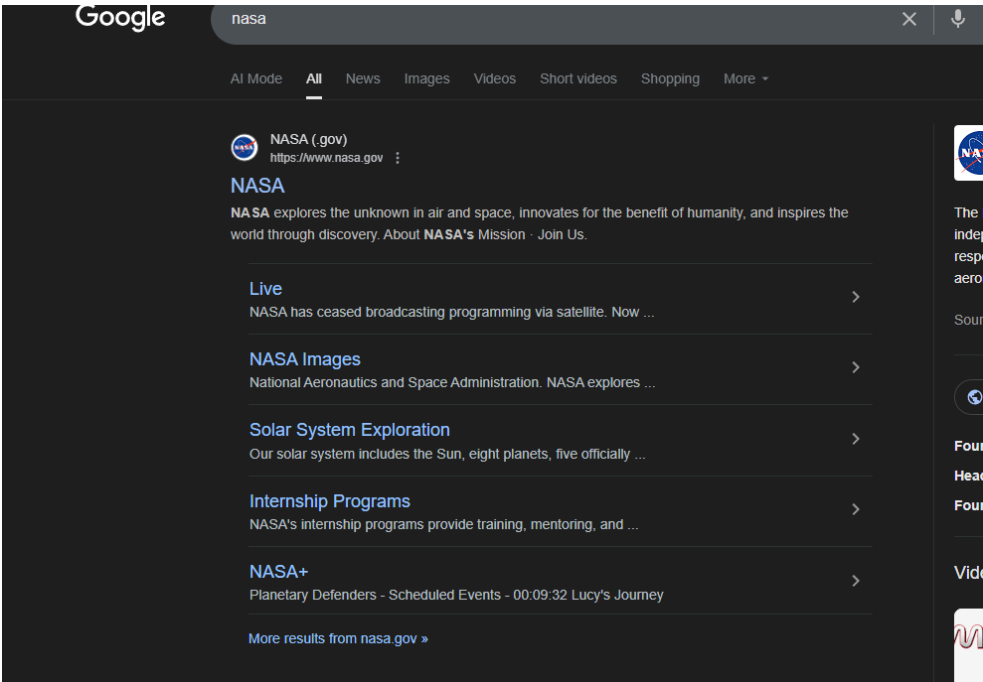 Google
nasa
AI Mode All News Images Videos Short videos Shopping More
NASA (.gov)
https://www.nasa.gov
NASA
NASA explores the unknown in air and space, innovates for the benefit of humanity, and inspires the
world through discovery. About NASA's Mission · Join Us.
Live
NASA has ceased broadcasting programming via satellite. Now ...
NASA Images
National Aeronautics and Space Administration. NASA explores ...
Solar System Exploration
Our solar system includes the Sun, eight planets, five officially ...
Internship Programs
NASA's internship programs provide training, mentoring, and ...
NASA+
Planetary Defenders - Scheduled Events - 00:09:32 Lucy's Journey
More results from nasa.gov »
The